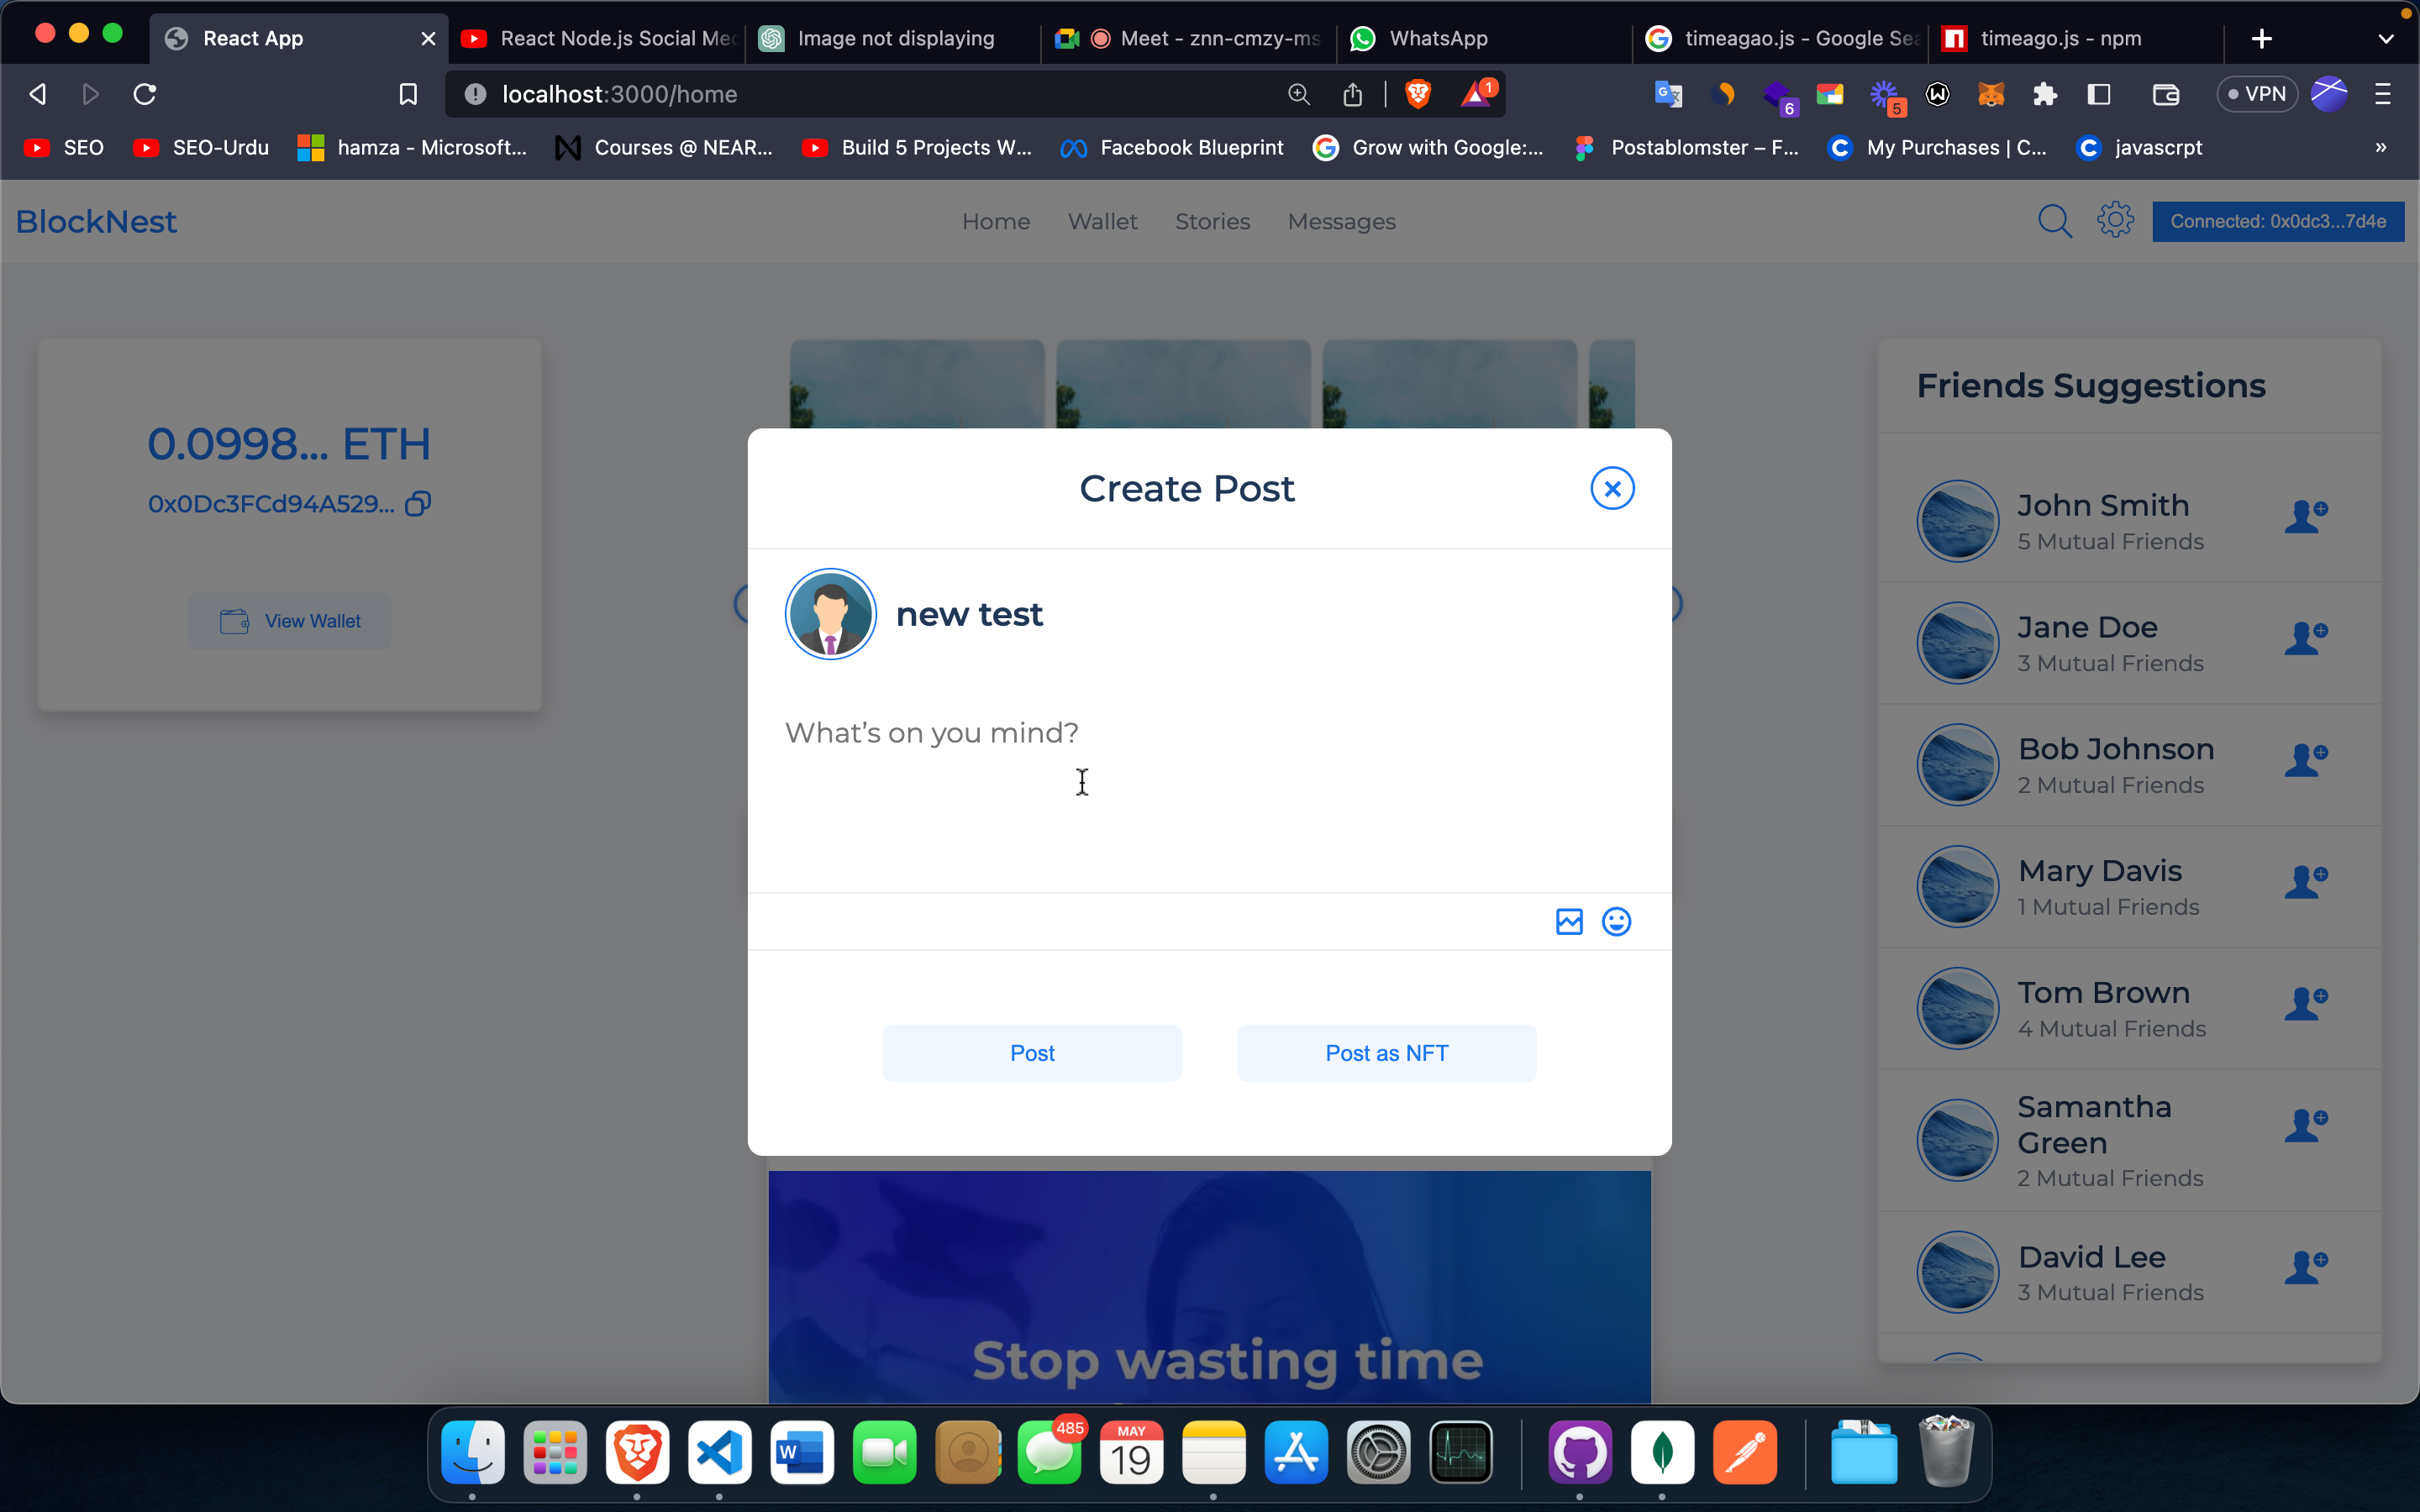 React App
React Node.js Social Me
Image not displaying
Meet - znn-cmzy-ms
WhatsApp
timeagao.js - Google Sea
timeago.js - npm
localhost:3000/home
1
6
5
VPN
SEO
SEO-Urdu
hamza - Microsoft...
Courses @ NEAR...
Build 5 Projects W...
Facebook Blueprint
Grow with Google:...
Postablomster – F...
My Purchases | C...
javascrpt
»
BlockNest
Home
Wallet
Stories
Messages
Connected: 0x0dc3...7d4e
0.0998... ETH
0x0Dc3FCd94A529...
View Wallet
Create Post
new test
What's on you mind?
Post
Post as NFT
Stop wasting time
Friends Suggestions
John Smith
5 Mutual Friends
Jane Doe
3 Mutual Friends
Bob Johnson
2 Mutual Friends
Mary Davis
1 Mutual Friends
Tom Brown
4 Mutual Friends
Samantha
Green
2 Mutual Friends
David Lee
3 Mutual Friends
W
485
MAY
19